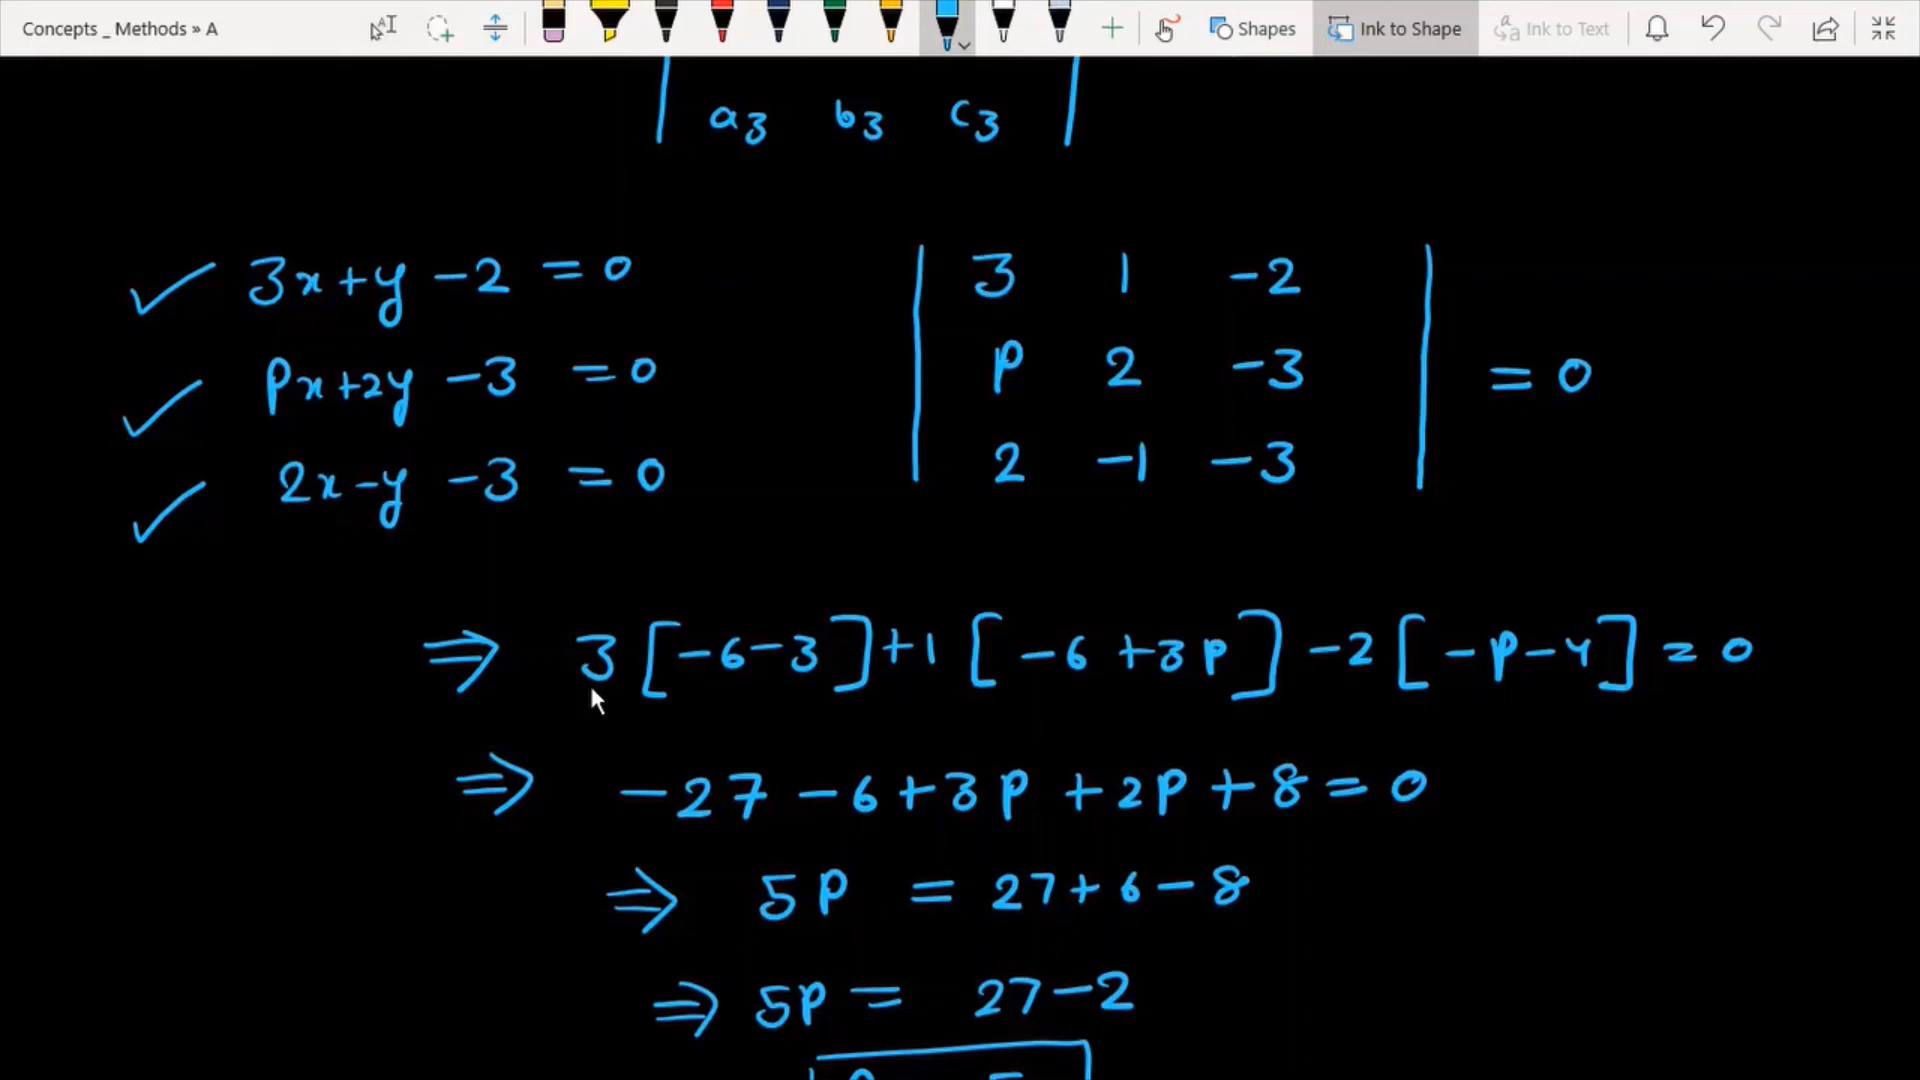 Concepts _ Methods » A
Shapes
Ink to Shape
Ink to Text
a3 b3 c3
3x+y-2 =0
3 1 -2
px+2y-3 =0
p 2 -3
= 0
2x-y-3 =0
2 -1 -3
⇒ 3[-6-3]+1[-6+3p]-2[-p-4]=0
⇒ -27-6+3p+2p+8=0
⇒ 5p = 27+6-8
⇒ 5p = 27-2